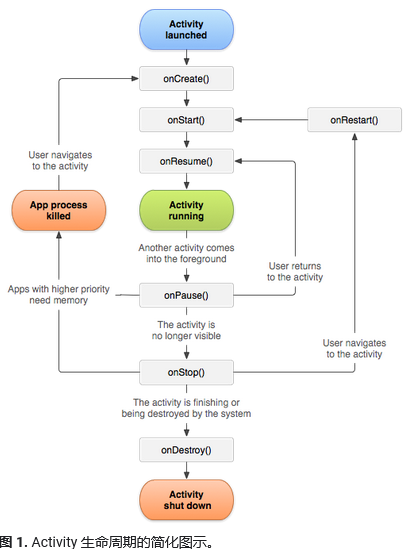 Activity
launched
onCreate()
onStart()
onRestart()
User navigates
to the activity
onResume()
App process
killed
Activity
running
Another activity comes
into the foreground
User returns
to the activity
Apps with higher priority
need memory
onPause()
The activity is
no longer visible
User navigates
to the activity
onStop()
The activity is finishing or
being destroyed by the system
onDestroy()
Activity
shut down
图 1. Activity 生命周期的简化图示。